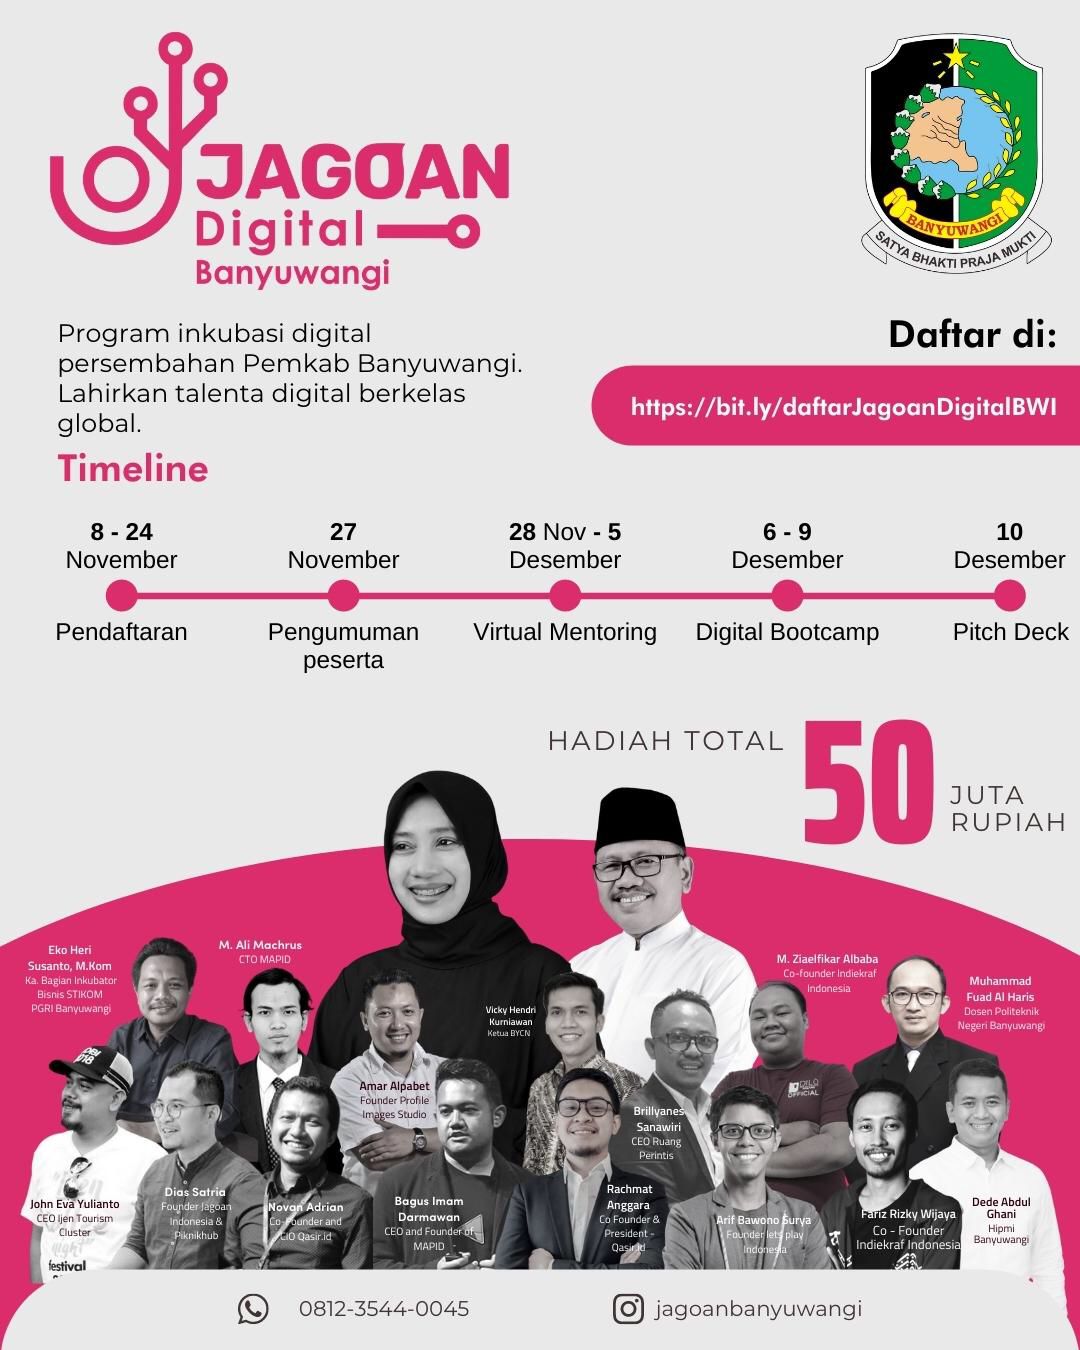 JAGOAN
Digital
Banyuwangi
BANYUWANGI
SATYA BHAKTI PRAJA MUKTI
Program inkubasi digital
persembahan Pemkab Banyuwangi.
Lahirkan talenta digital berkelas
global.
Daftar di:
https://bit.ly/daftarJagoanDigitalBWI
Timeline
8 - 24
November
Pendaftaran
27
November
Pengumuman
peserta
28 Nov - 5
Desember
Virtual Mentoring
6 - 9
Desember
Digital Bootcamp
10
Desember
Pitch Deck
HADIAH TOTAL
50
JUTA
RUPIAH
Eko Heri
Susanto, M.Kom
Ka. Bagian Inkubator
Bisnis STIKOM
PGRI Banyuwangi
M. Ali Machrus
CTO MAPID
Vicky Hendri
Kurniawan
Ketua BYCN
M. Ziaelfikar Albaba
Co-founder Indiekraf
Indonesia
Muhammad
Fuad Al Haris
Dosen Politeknik
Negeri Banyuwangi
Amar Alpabet
Founder Profile
Images Studio
Brillyanes
Sanawiri
CEO Ruang
Perintis
DILO
OFFICIAL
John Eva Yulianto
CEO Ijen Tourism
Cluster
festival
Dias Satria
Founder Jagoan
Indonesia &
Piknikhub
Novan Adrian
Co-Founder and
CIO Qasir.id
Bagus Imam
Darmawan
CEO and Founder of
MAPID
Rachmat
Anggara
Co Founder &
President -
Qasir.id
Arif Bawono Surya
Founder lets play
Indonesia
Fariz Rizky Wijaya
Co - Founder
Indiekraf Indonesia
Dede Abdul
Ghani
Hipmi
Banyuwangi
0812-3544-0045
jagoanbanyuwangi